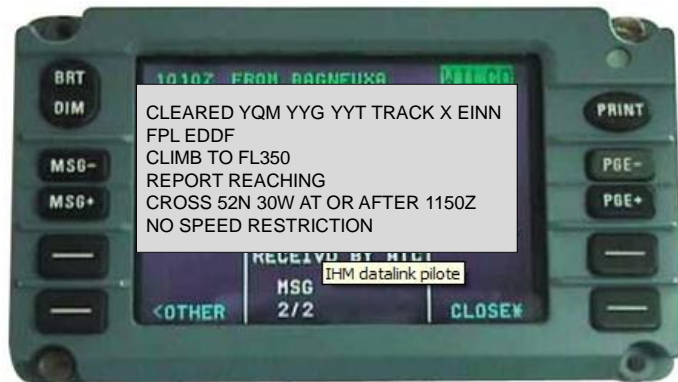 BRT
DIM
MSG-
MSG+
PRINT
PGE-
PGE+
1010Z FROM BAGNEUXA WILCO
CLEARED YQM YYG YYT TRACK X EINN
FPL EDDF
CLIMB TO FL350
REPORT REACHING
CROSS 52N 30W AT OR AFTER 1150Z
NO SPEED RESTRICTION
RECEIVD BY ATC
IHM datalink pilote
MSG
<OTHER 2/2 CLOSE*